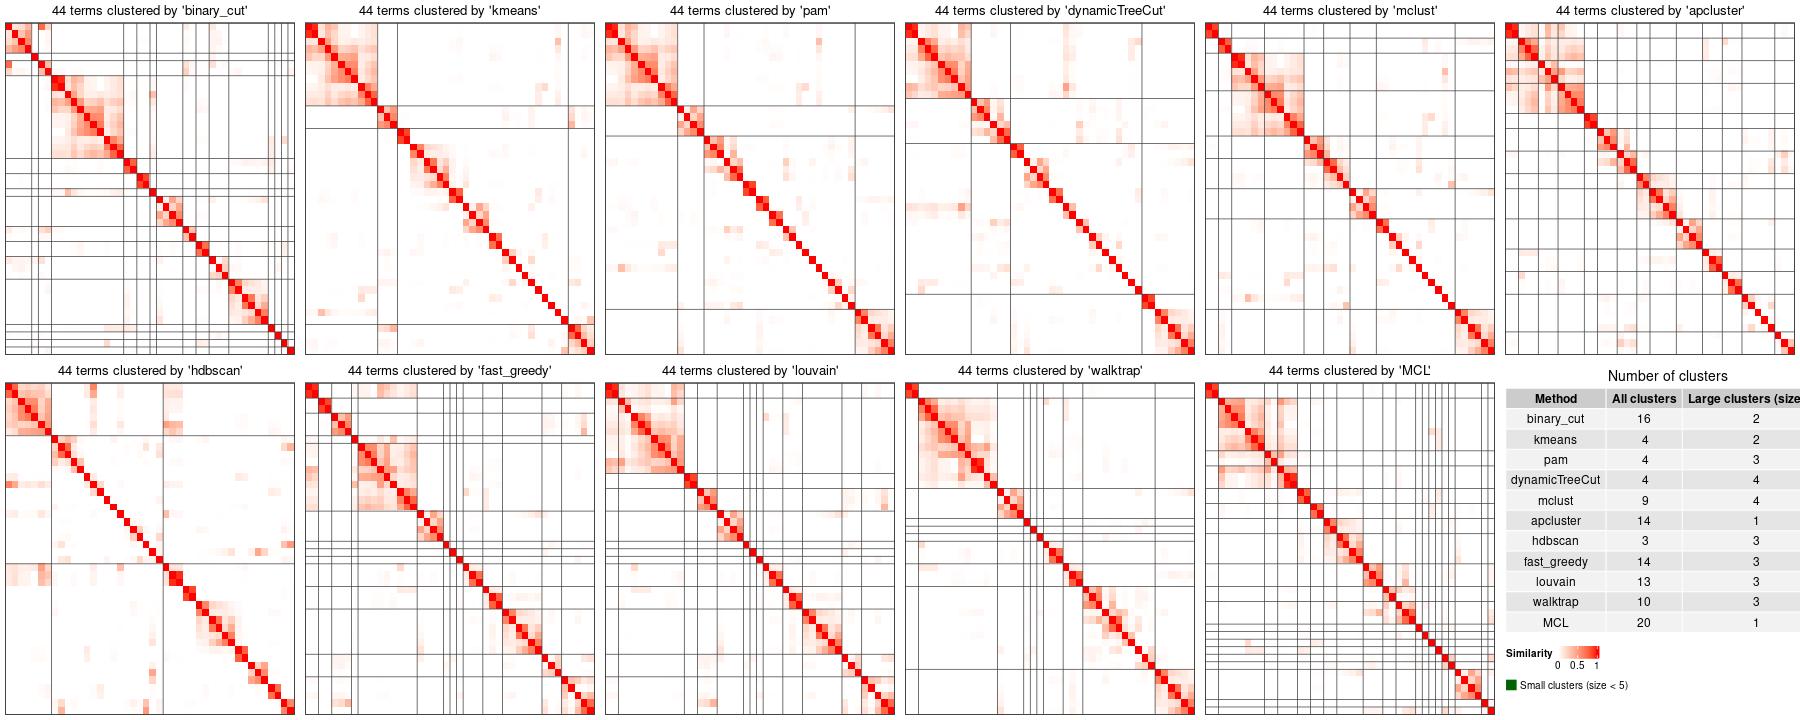 44 terms clustered by 'binary_cut'
44 terms clustered by 'kmeans'
44 terms clustered by 'pam'
44 terms clustered by 'dynamicTreeCut'
44 terms clustered by 'mclust'
44 terms clustered by 'apcluster'
44 terms clustered by 'hdbscan'
44 terms clustered by 'fast_greedy'
44 terms clustered by 'louvain'
44 terms clustered by 'walktrap'
44 terms clustered by 'MCL'
Number of clusters
Method All clusters Large clusters (size
binary_cut 16 2
kmeans 4 2
pam 4 3
dynamicTreeCut 4 4
mclust 9 4
apcluster 14 1
hdbscan 3 3
fast_greedy 14 3
louvain 13 3
walktrap 10 3
MCL 20 1
Similarity
0 0.5 1
Small clusters (size < 5)